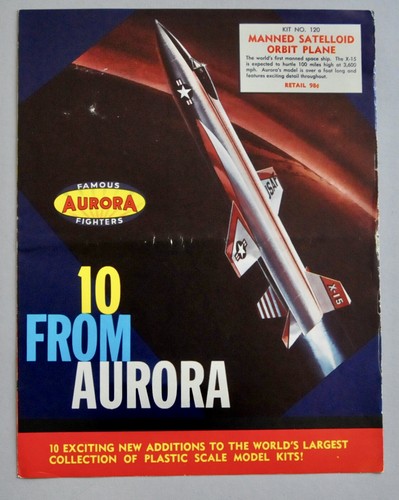 KIT NO. 120
MANNED SATELLOID
ORBIT PLANE
The world's first manned space ship. The X-15
is expected to hurtle 100 miles high at 3,600
mph. Aurora's model is over a foot long and
features exciting detail throughout.
RETAIL 98¢
USAF
FAMOUS
AURORA
FIGHTERS
X-15
10
FROM
AURORA
10 EXCITING NEW ADDITIONS TO THE WORLD'S LARGEST
COLLECTION OF PLASTIC SCALE MODEL KITS!